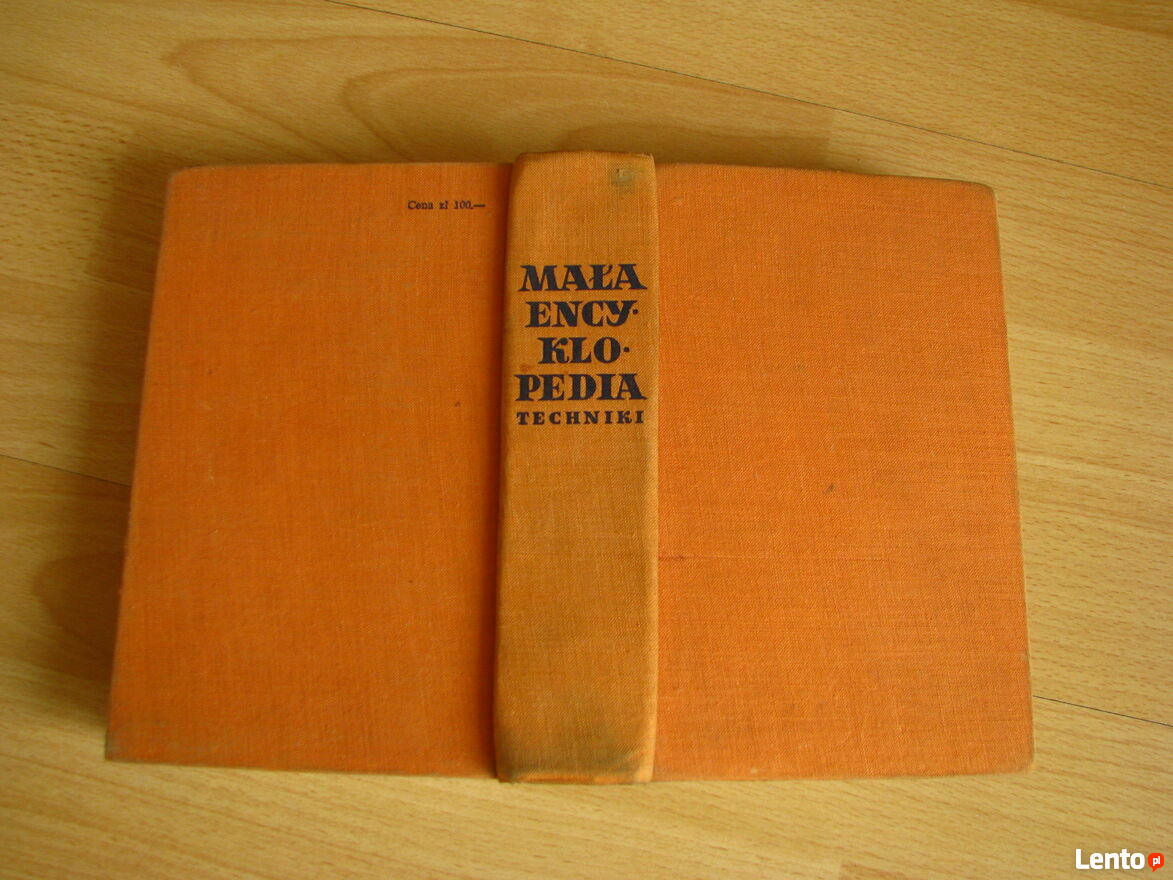 Cena zł 100.—
MAŁA
ENCY-
KLO-
PEDIA
TECHNIKI
Lento.pl